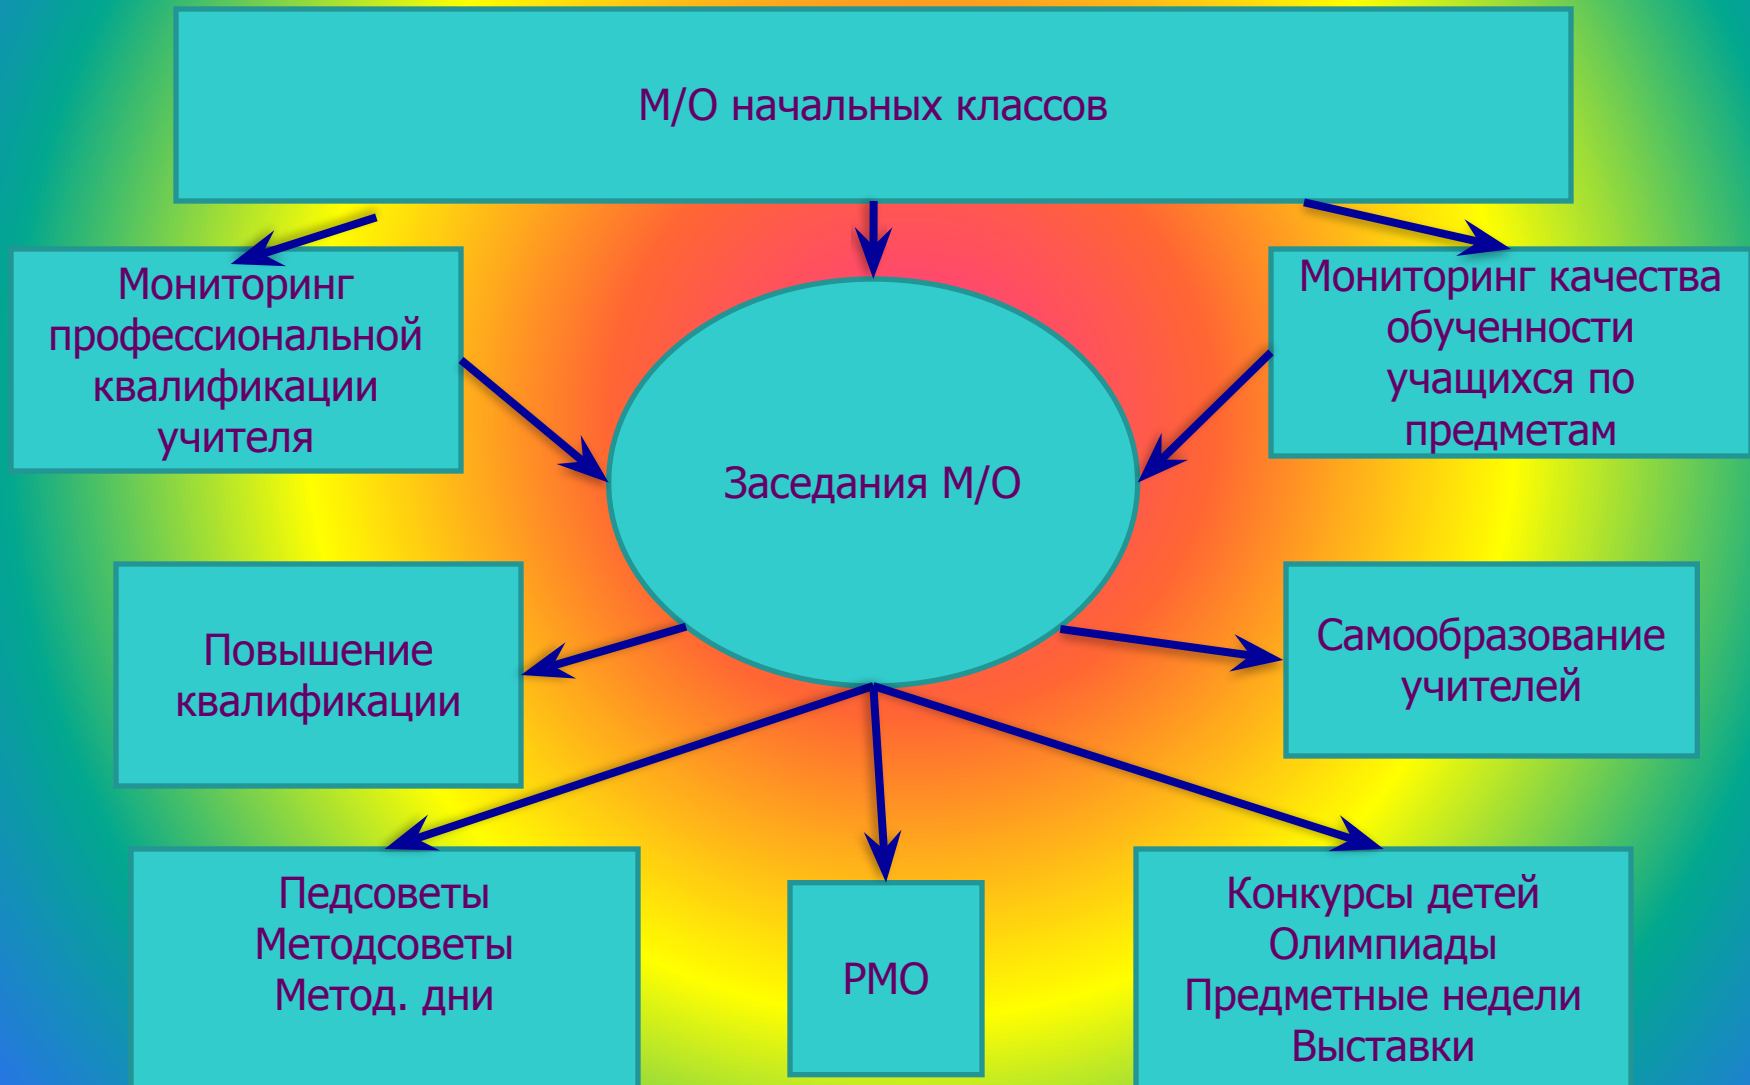 М/О начальных классов
Мониторинг
профессиональной
квалификации
учителя
Мониторинг качества
обученности
учащихся по
предметам
Заседания М/О
Повышение
квалификации
Самообразование
учителей
Педсоветы
Методсоветы
Метод. дни
РМО
Конкурсы детей
Олимпиады
Предметные недели
Выставки